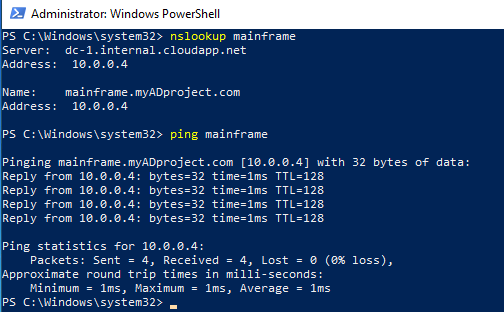 Administrator: Windows PowerShell
PS C:\Windows\system32> nslookup mainframe
Server:  dc-1.internal.cloudapp.net
Address:  10.0.0.4
Name:    mainframe.myADproject.com
Address:  10.0.0.4
PS C:\Windows\system32> ping mainframe
Pinging mainframe.myADproject.com [10.0.0.4] with 32 bytes of data:
Reply from 10.0.0.4: bytes=32 time=1ms TTL=128
Reply from 10.0.0.4: bytes=32 time=1ms TTL=128
Reply from 10.0.0.4: bytes=32 time=1ms TTL=128
Reply from 10.0.0.4: bytes=32 time=1ms TTL=128
Ping statistics for 10.0.0.4:
    Packets: Sent = 4, Received = 4, Lost = 0 (0% loss),
Approximate round trip times in milli-seconds:
    Minimum = 1ms, Maximum = 1ms, Average = 1ms
PS C:\Windows\system32>